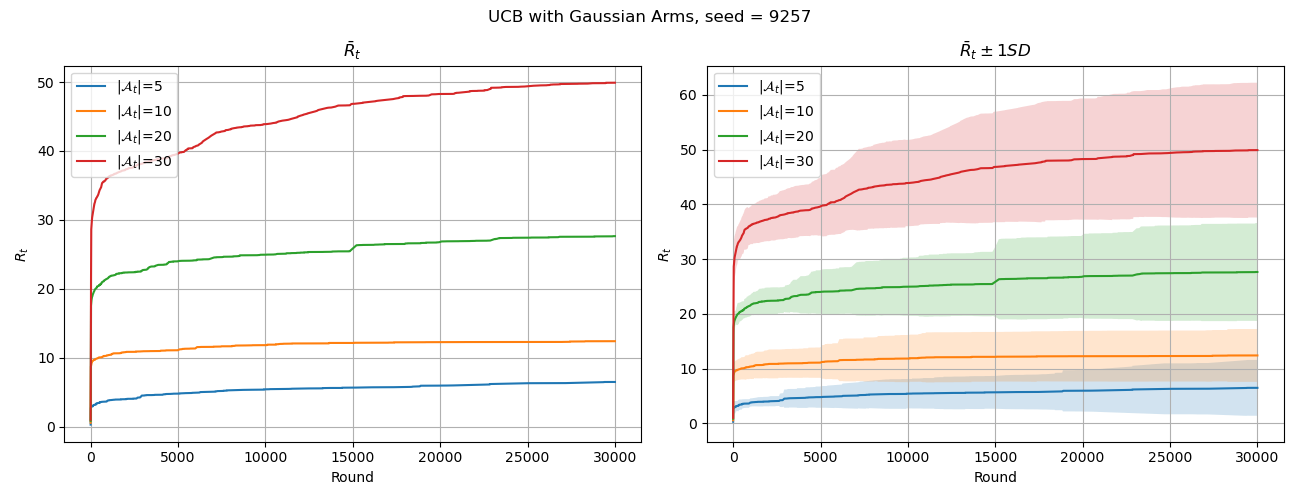 UCB with Gaussian Arms, seed = 9257
R̄ₜ
R̄ₜ ± 1SD
|𝒜ₜ|=5
|𝒜ₜ|=10
|𝒜ₜ|=20
|𝒜ₜ|=30
|𝒜ₜ|=5
|𝒜ₜ|=10
|𝒜ₜ|=20
|𝒜ₜ|=30
50
40
30
20
10
0
Rₜ
60
50
40
30
20
10
0
Rₜ
0 5000 10000 15000 20000 25000 30000
Round
0 5000 10000 15000 20000 25000 30000
Round